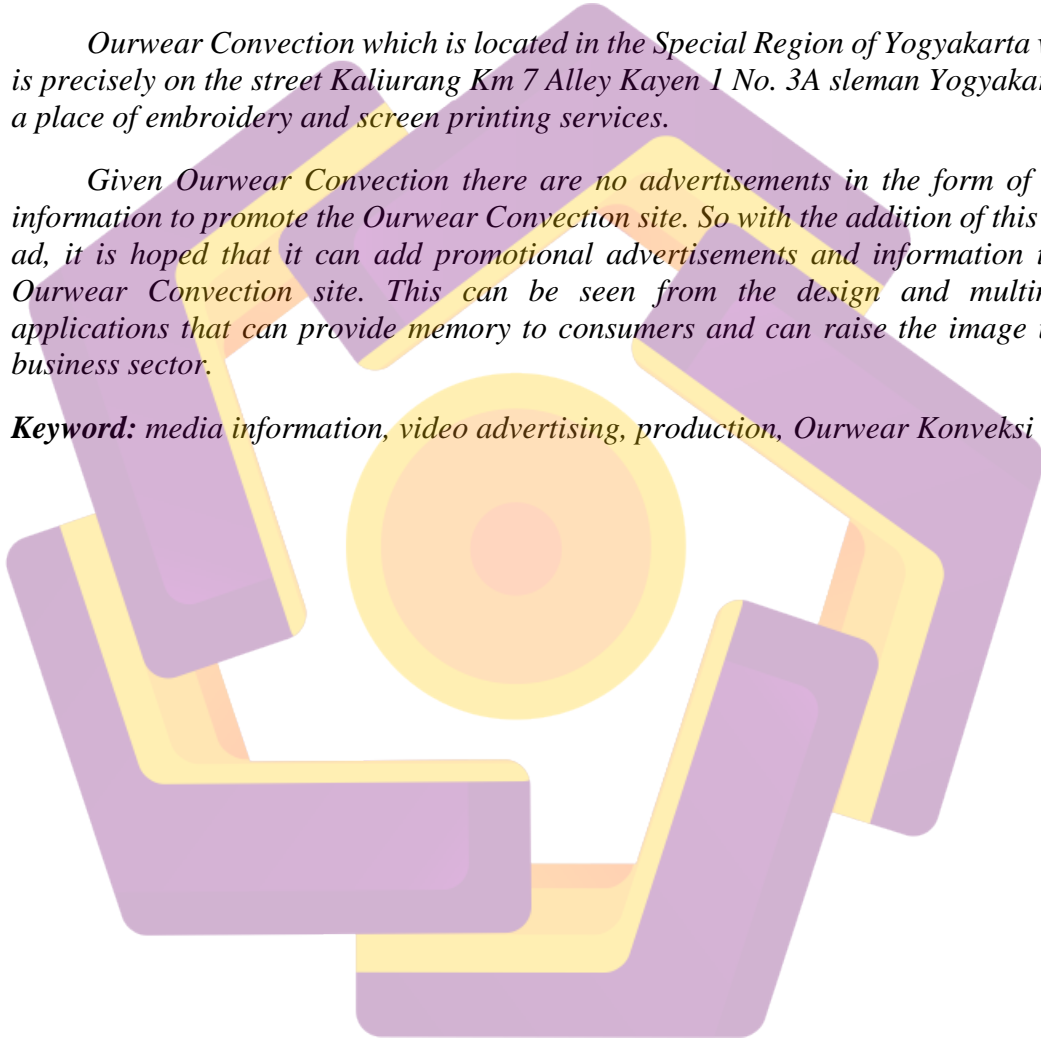 Ourwear Convection which is located in the Special Region of Yogyakarta
is precisely on the street Kaliurang Km 7 Alley Kayen 1 No. 3A sleman
a place of embroidery and screen printing services.
Given Ourwear Convection there are no advertisements in the form of
information to promote the Ourwear Convection site. So with the addition of this
ad, it is hoped that it can add promotional advertisements and information
Ourwear Convection site. This can be seen from the design and
applications that can provide memory to consumers and can raise the image
business sector.
Keyword: media information, video advertising, production, Ourwear Konveksi